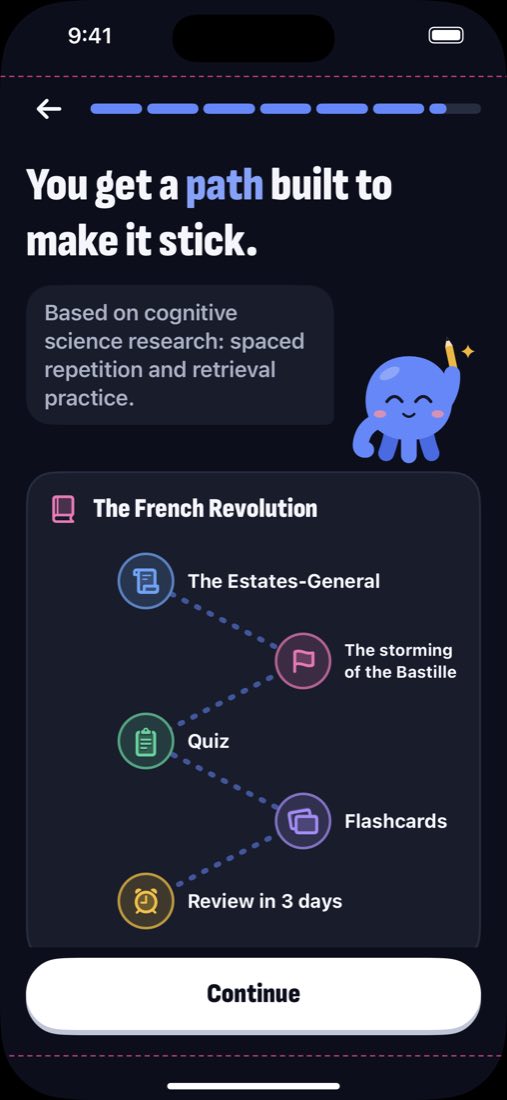 9:41
You get a path built to
make it stick.
Based on cognitive
science research: spaced
repetition and retrieval
practice.
The French Revolution
The Estates-General
The storming
of the Bastille
Quiz
Flashcards
Review in 3 days
Continue